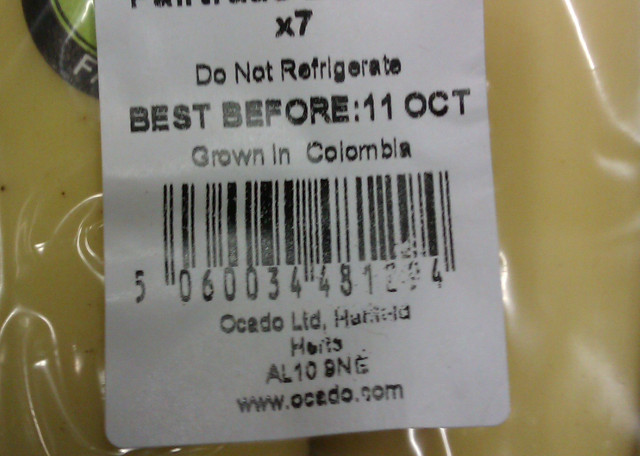 x7
Do Not Refrigerate
BEST BEFORE:11 OCT
Grown In Colombia
5 060034 481294
Ocado Ltd, Hatfield
Herts
AL10 9NE
www.ocado.com